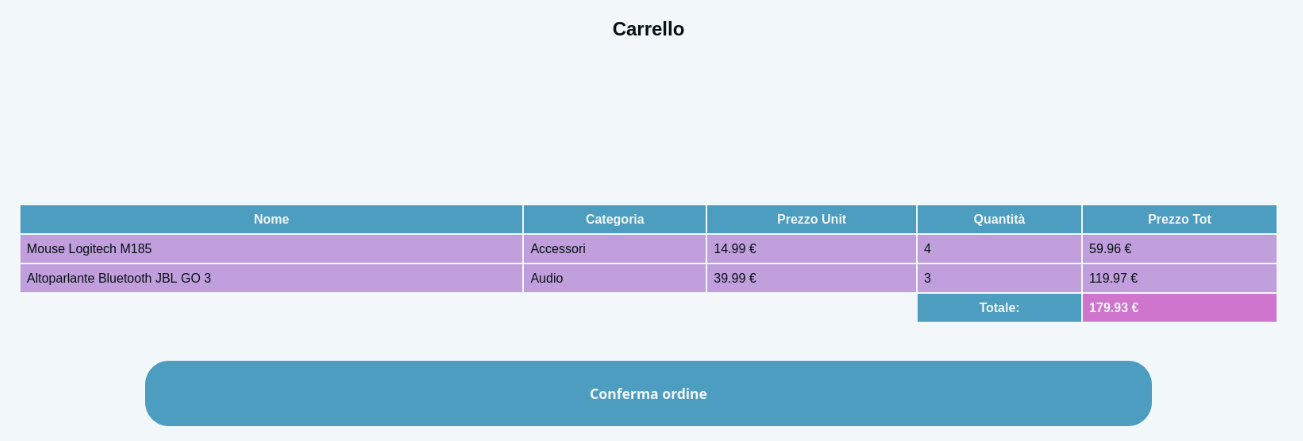 Carrello
Nome Categoria Prezzo Unit Quantità Prezzo Tot
Mouse Logitech M185 Accessori 14.99 € 4 59.96 €
Altoparlante Bluetooth JBL GO 3 Audio 39.99 € 3 119.97 €
Totale: 179.93 €
Conferma ordine